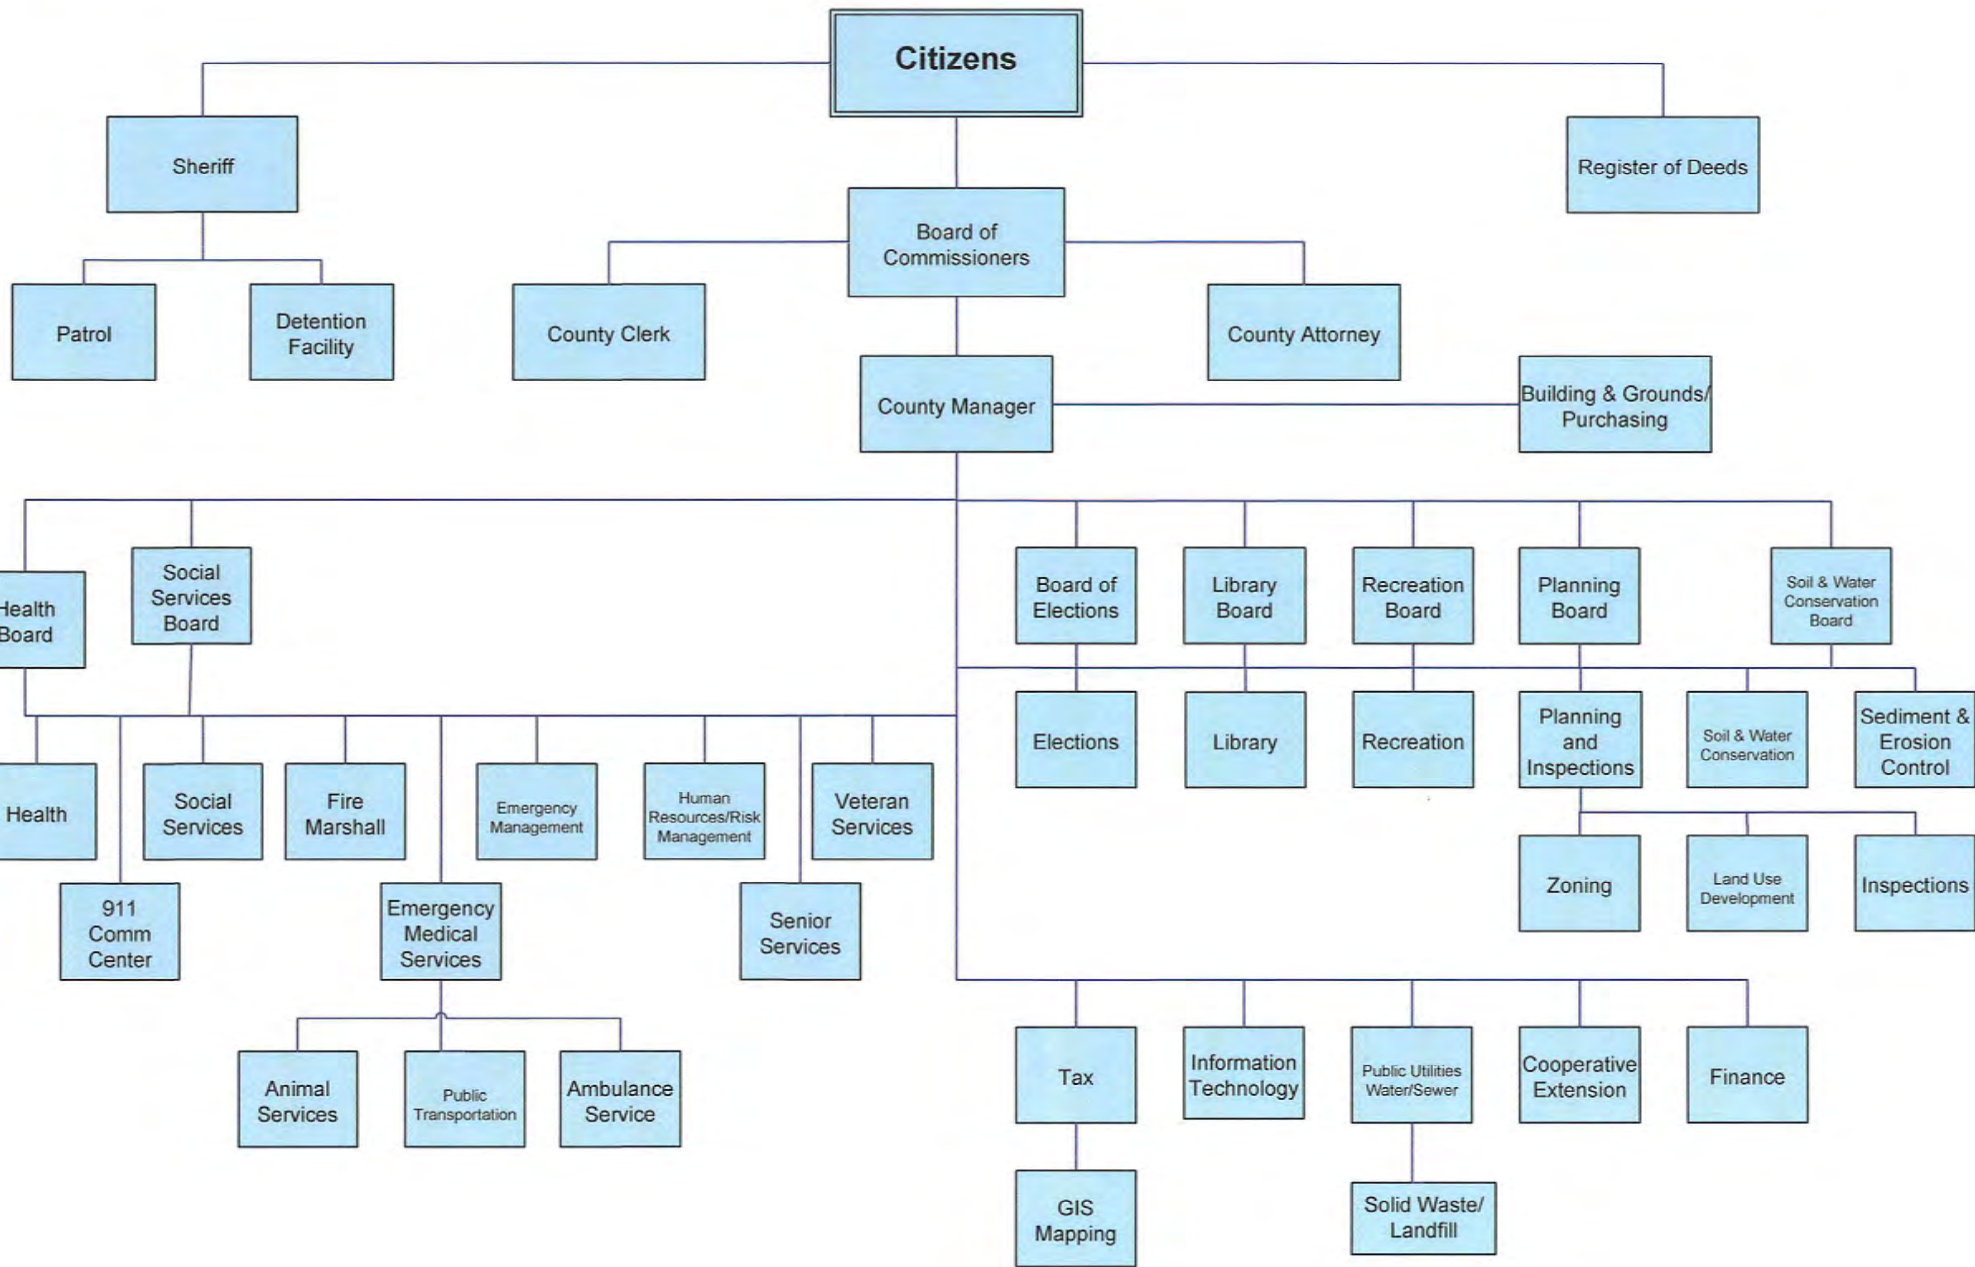 Citizens
Sheriff
Register of Deeds
Board of
Commissioners
Patrol
Detention
Facility
County Clerk
County Attorney
County Manager
Building & Grounds/
Purchasing
Health
Board
Social
Services
Board
Board of
Elections
Library
Board
Recreation
Board
Planning
Board
Soil & Water
Conservation
Board
Elections
Library
Recreation
Planning
and
Inspections
Soil & Water
Conservation
Sediment &
Erosion
Control
Health
Social
Services
Fire
Marshall
Emergency
Management
Human
Resources/Risk
Management
Veteran
Services
Zoning
Land Use
Development
Inspections
911
Comm
Center
Emergency
Medical
Services
Senior
Services
Animal
Services
Public
Transportation
Ambulance
Service
Tax
Information
Technology
Public Utilities
Water/Sewer
Cooperative
Extension
Finance
GIS
Mapping
Solid Waste/
Landfill